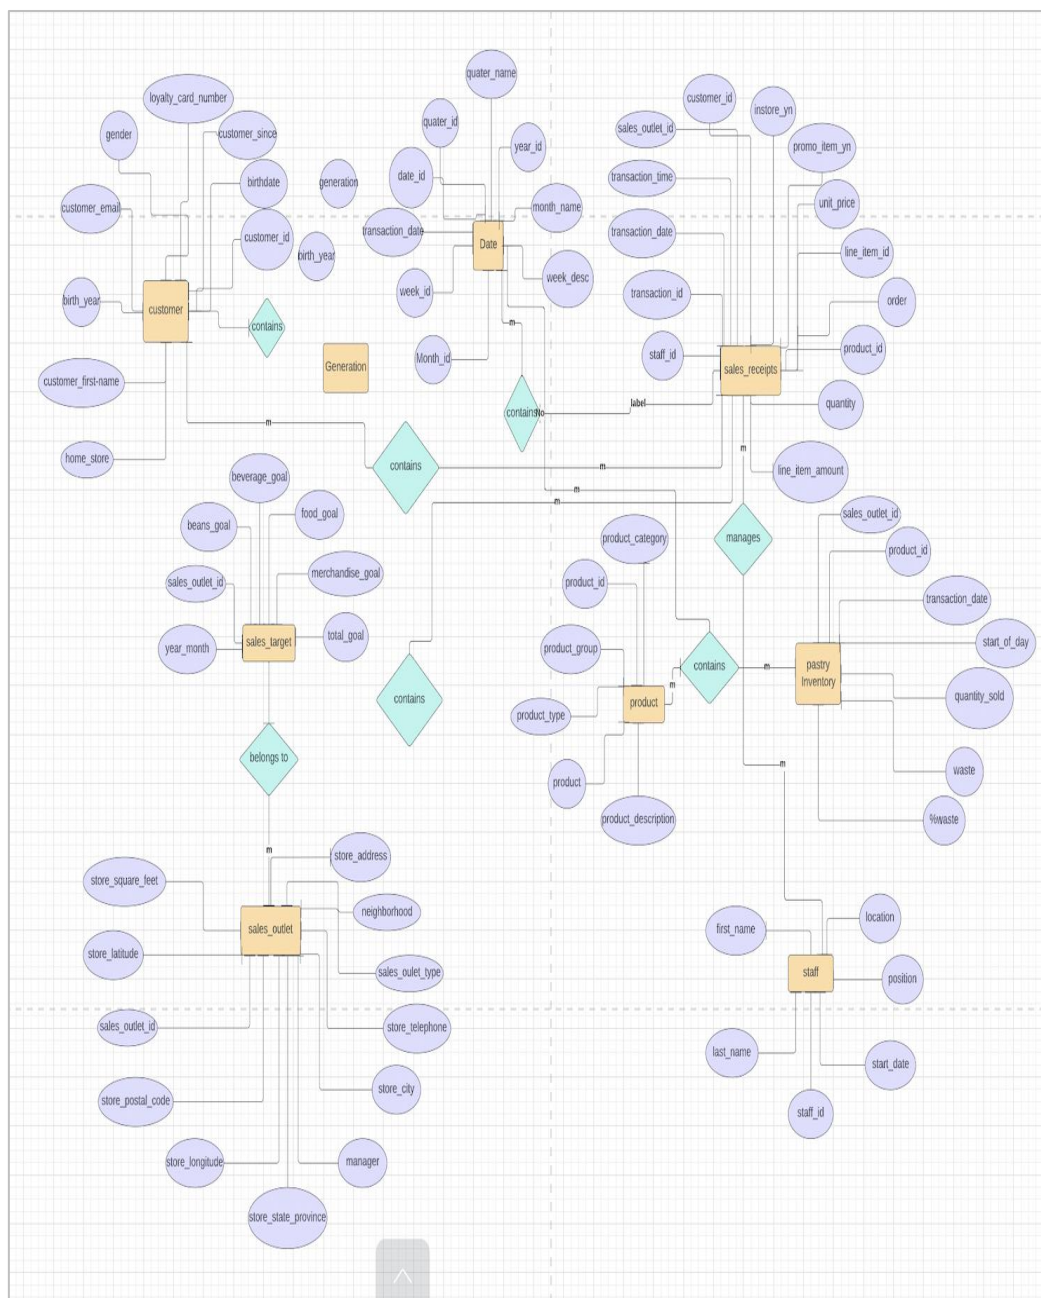 quater_name
loyalty_card_number
customer_id
instore_yn
quater_id
gender
customer_since
sales_outlet_id
year_id
promo_item_yn
date_id
transaction_time
birthdate
generation
unit_price
customer_email
month_name
transaction_date
transaction_date
customer_id
Date
line_item_id
birth_year
week_desc
week_id
transaction_id
order
birth_year
customer
contains
m
product_id
staff_id
Month_id
Generation
sales_receipts
customer_first-name
label
quantity
contains
No
m
m
home_store
contains
m
line_item_amount
beverage_goal
m
m
food_goal
sales_outlet_id
beans_goal
manages
product_category
product_id
merchandise_goal
sales_outlet_id
product_id
transaction_date
total_goal
sales_target
year_month
product_group
start_of_day
contains
m
pastry
Inventory
m
contains
product
quantity_sold
product_type
belongs to
m
waste
product
product_description
%waste
m
store_address
store_square_feet
neighborhood
location
first_name
sales_outlet
store_latitude
sales_oulet_type
staff
position
sales_outlet_id
store_telephone
last_name
start_date
store_city
store_postal_code
staff_id
store_longitude
manager
store_state_province